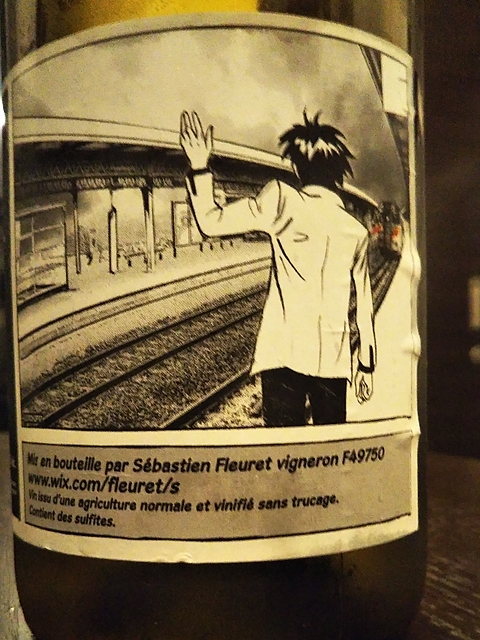 Mis en bouteille par Sébastien Fleuret vigneron F49750
www.wix.com/fleuret/s
Vin issu d'une agriculture normale et vinifié sans trucage.
Contient des sulfites.